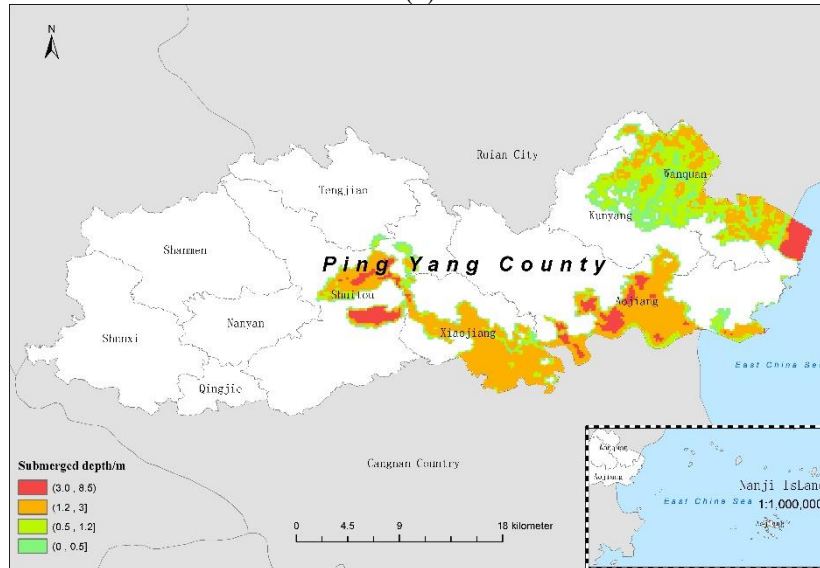 N
Ruian City
Wanquan
Tengjiao
Kunyang
Shanmen
Ping Yang County
Shuitou
Aojiang
Nanyan
Xiaojiang
Shunxi
East China Sea
Qingjie
Submerged depth/m
Cangnan Country
(3.0 , 8.5)
(1.2 , 3]
(0.5 , 1.2]
(0 , 0.5]
0 4.5 9 18 kilometer
Aojiang
Nanji IsLand
East China Sea
1:1,000,000